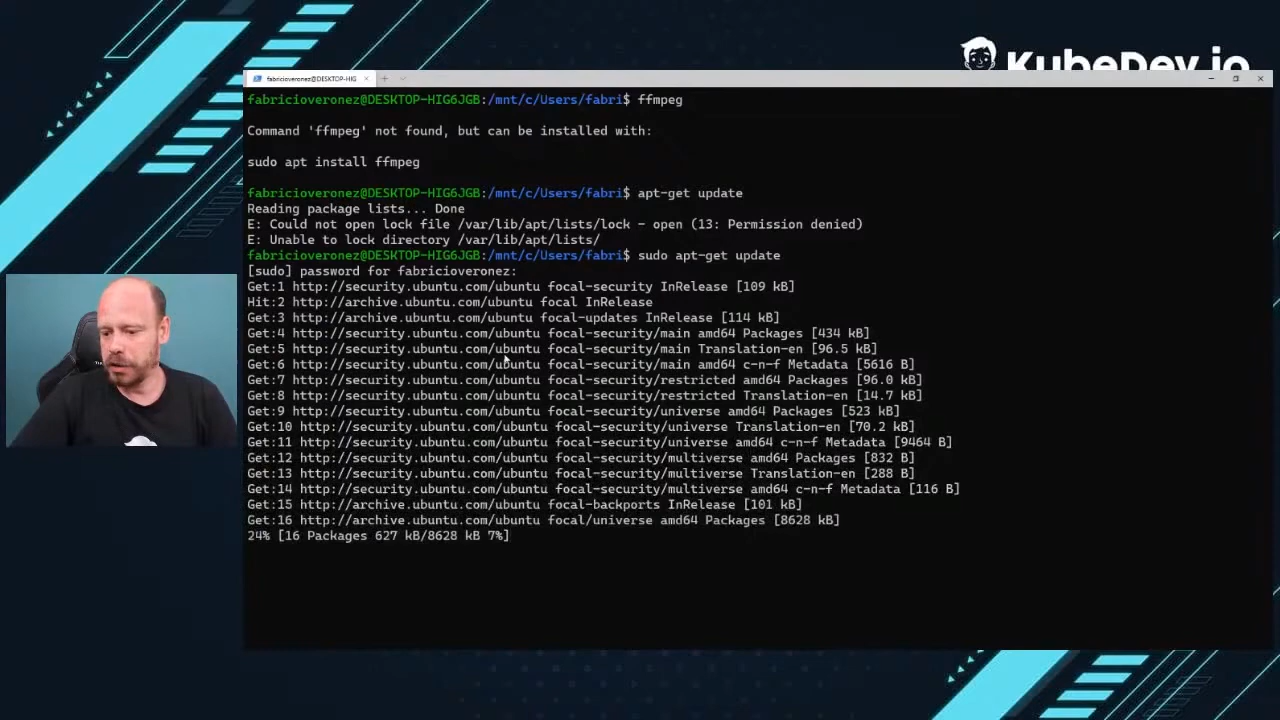 KubeDev.io
fabricioveronez@DESKTOP-HIG
fabricioveronez@DESKTOP-HIG6JGB:/mnt/c/Users/fabri$ ffmpeg
Command 'ffmpeg' not found, but can be installed with:
sudo apt install ffmpeg
fabricioveronez@DESKTOP-HIG6JGB:/mnt/c/Users/fabri$ apt-get update
Reading package lists... Done
E: Could not open lock file /var/lib/apt/lists/lock - open (13: Permission denied)
E: Unable to lock directory /var/lib/apt/lists/
fabricioveronez@DESKTOP-HIG6JGB:/mnt/c/Users/fabri$ sudo apt-get update
[sudo] password for fabricioveronez:
Get:1 http://security.ubuntu.com/ubuntu focal-security InRelease [109 kB]
Hit:2 http://archive.ubuntu.com/ubuntu focal InRelease
Get:3 http://archive.ubuntu.com/ubuntu focal-updates InRelease [114 kB]
Get:4 http://security.ubuntu.com/ubuntu focal-security/main amd64 Packages [434 kB]
Get:5 http://security.ubuntu.com/ubuntu focal-security/main Translation-en [96.5 kB]
Get:6 http://security.ubuntu.com/ubuntu focal-security/main amd64 c-n-f Metadata [5616 B]
Get:7 http://security.ubuntu.com/ubuntu focal-security/restricted amd64 Packages [96.0 kB]
Get:8 http://security.ubuntu.com/ubuntu focal-security/restricted Translation-en [14.7 kB]
Get:9 http://security.ubuntu.com/ubuntu focal-security/universe amd64 Packages [523 kB]
Get:10 http://security.ubuntu.com/ubuntu focal-security/universe Translation-en [70.2 kB]
Get:11 http://security.ubuntu.com/ubuntu focal-security/universe amd64 c-n-f Metadata [9464 B]
Get:12 http://security.ubuntu.com/ubuntu focal-security/multiverse amd64 Packages [832 B]
Get:13 http://security.ubuntu.com/ubuntu focal-security/multiverse Translation-en [288 B]
Get:14 http://security.ubuntu.com/ubuntu focal-security/multiverse amd64 c-n-f Metadata [116 B]
Get:15 http://archive.ubuntu.com/ubuntu focal-backports InRelease [101 kB]
Get:16 http://archive.ubuntu.com/ubuntu focal/universe amd64 Packages [8628 kB]
24% [16 Packages 627 kB/8628 kB 7%]